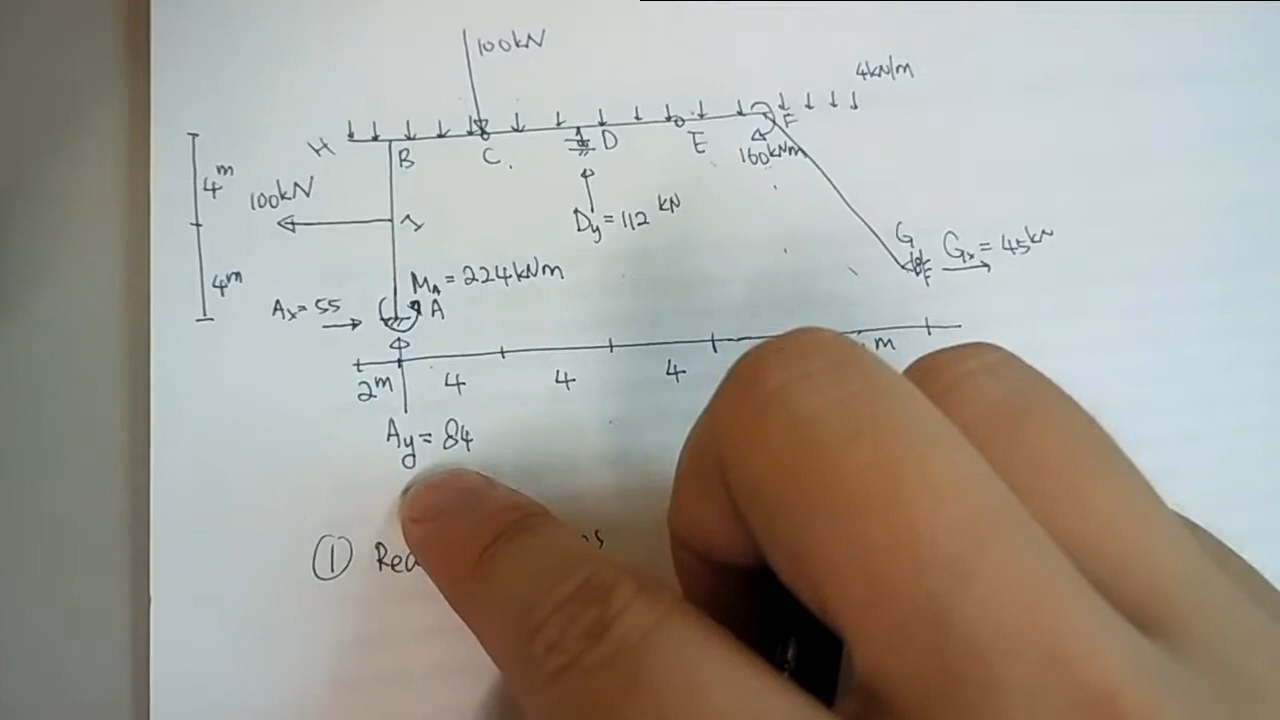 100kN
4kN/m
H
B
C
D
E
F
160kNm
4m
100kN
I
Dy = 112 kN
G
Gx = 45kN
4m
MA = 224kNm
Ax = 55
A
m
2m
4
4
4
Ay = 84
① Rea